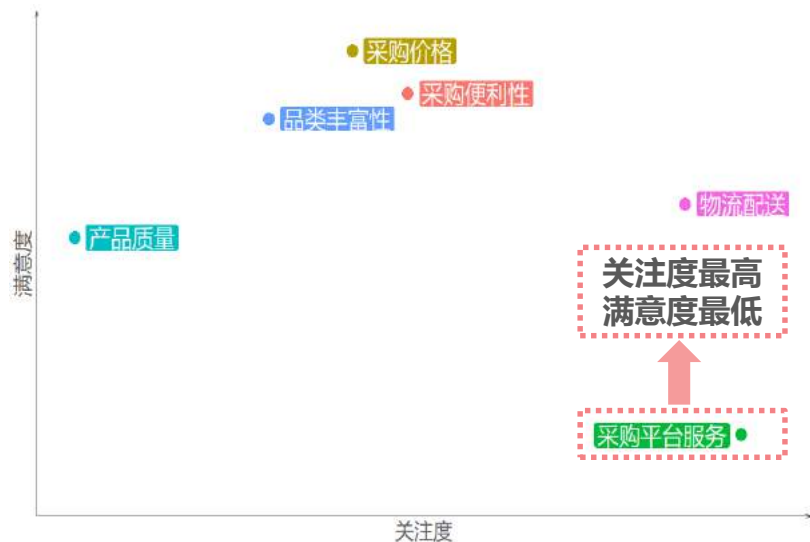 采购价格
采购便利性
品类丰富性
物流配送
产品质量
满意度
关注度最高
满意度最低
采购平台服务
关注度